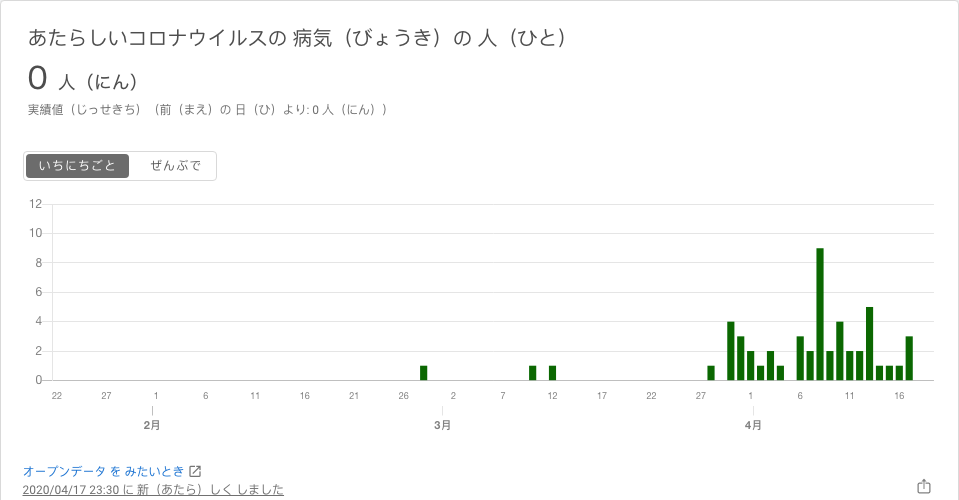 あたらしいコロナウイルスの 病気（びょうき）の 人（ひと）
0 人（にん）
実績値（じっせきち）（前（まえ）の 日（ひ）より: 0 人（にん））
いちにちごと ぜんぶで
12
10
8
6
4
2
0
22 27 1 6 11 16 21 26 2 7 12 17 22 27 1 6 11 16
2月 3月 4月
オープンデータ を みたいとき
2020/04/17 23:30 に 新（あたら）しく しました